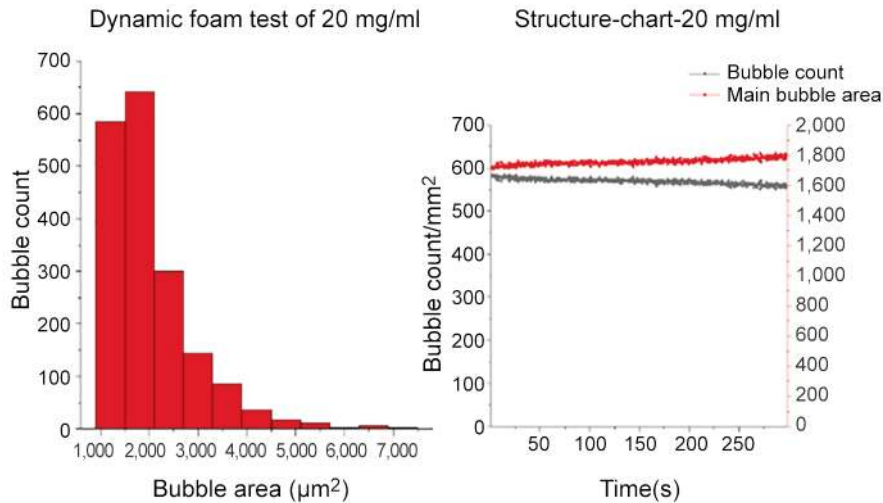 Dynamic foam test of 20 mg/ml
700
600
500
400
300
200
100
0
Bubble count
1,000 2,000 3,000 4,000 5,000 6,000 7,000
Bubble area (µm²)
Structure-chart-20 mg/ml
Bubble count
Main bubble area
700
600
500
400
300
200
100
0
Bubble count/mm²
2,000
1,800
1,600
1,400
1,200
1,000
800
600
400
200
0
50 100 150 200 250
Time(s)